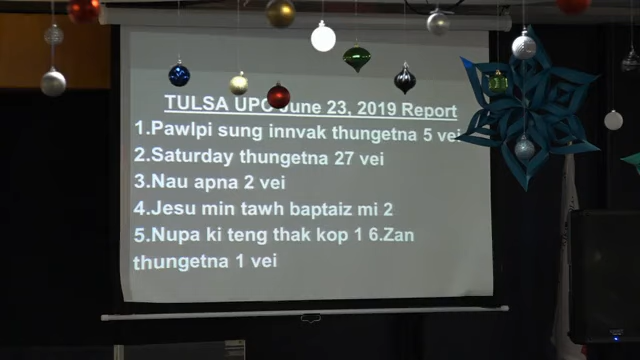 TULSA UPC June 23, 2019 Report
1.Pawlpi sung innvak thungetna 5 vei
2.Saturday thungetna 27 vei
3.Nau apna 2 vei
4.Jesu min tawh baptaiz mi 2
5.Nupa ki teng thak kop 1 6.Zan
thungetna 1 vei